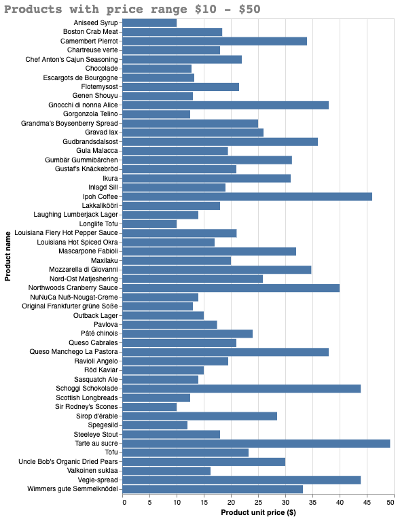 Products with price range $10 - $50
Aniseed Syrup
Boston Crab Meat
Camembert Pierrot
Chartreuse verte
Chef Anton's Cajun Seasoning
Chocolade
Escargots de Bourgogne
Flotemysost
Genen Shouyu
Gnocchi di nonna Alice
Gorgonzola Telino
Grandma's Boysenberry Spread
Gravad lax
Gudbrandsdalsost
Gula Malacca
Gumbär Gummibärchen
Gustaf's Knäckebröd
Ikura
Inlagd Sill
Ipoh Coffee
Lakkalikööri
Laughing Lumberjack Lager
Longlife Tofu
Louisiana Fiery Hot Pepper Sauce
Louisiana Hot Spiced Okra
Mascarpone Fabioli
Maxilaku
Mozzarella di Giovanni
Nord-Ost Matjeshering
Northwoods Cranberry Sauce
NuNuCa Nuß-Nougat-Creme
Original Frankfurter grüne Soße
Outback Lager
Pavlova
Pâté chinois
Queso Cabrales
Queso Manchego La Pastora
Ravioli Angelo
Röd Kaviar
Sasquatch Ale
Schoggi Schokolade
Scottish Longbreads
Sir Rodney's Scones
Sirop d'érable
Spegesild
Steeleye Stout
Tarte au sucre
Tofu
Uncle Bob's Organic Dried Pears
Valkoinen suklaa
Vegie-spread
Wimmers gute Semmelknödel
Product name
0 5 10 15 20 25 30 35 40 45 50
Product unit price ($)